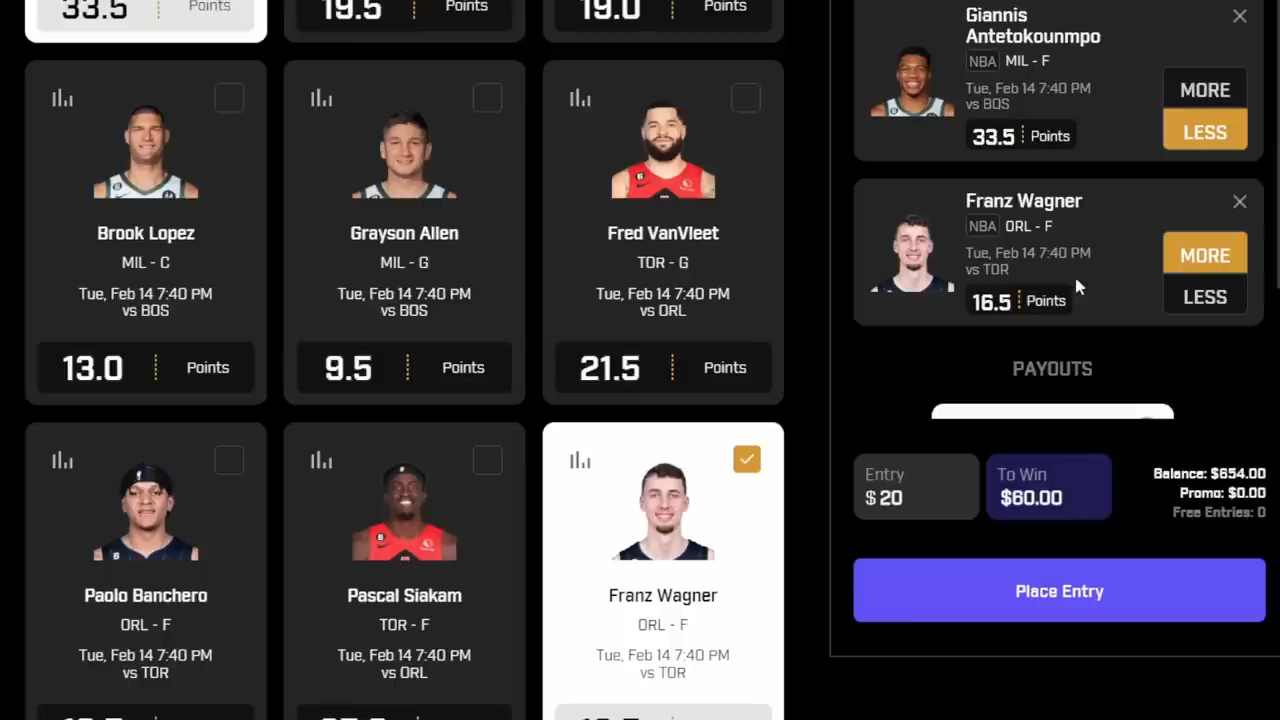 33.5 Points
19.5 Points
19.0 Points
Brook Lopez
MIL - C
Tue, Feb 14 7:40 PM
vs BOS
13.0 Points
Grayson Allen
MIL - G
Tue, Feb 14 7:40 PM
vs BOS
9.5 Points
Fred VanVleet
TOR - G
Tue, Feb 14 7:40 PM
vs ORL
21.5 Points
Paolo Banchero
ORL - F
Tue, Feb 14 7:40 PM
vs TOR
Pascal Siakam
TOR - F
Tue, Feb 14 7:40 PM
vs ORL
Franz Wagner
ORL - F
Tue, Feb 14 7:40 PM
vs TOR
Giannis
Antetokounmpo
NBA MIL - F
Tue, Feb 14 7:40 PM
vs BOS
33.5 Points
MORE
LESS
Franz Wagner
NBA ORL - F
Tue, Feb 14 7:40 PM
vs TOR
16.5 Points
MORE
LESS
PAYOUTS
Entry
$ 20
To Win
$60.00
Balance: $654.00
Promo: $0.00
Free Entries: 0
Place Entry